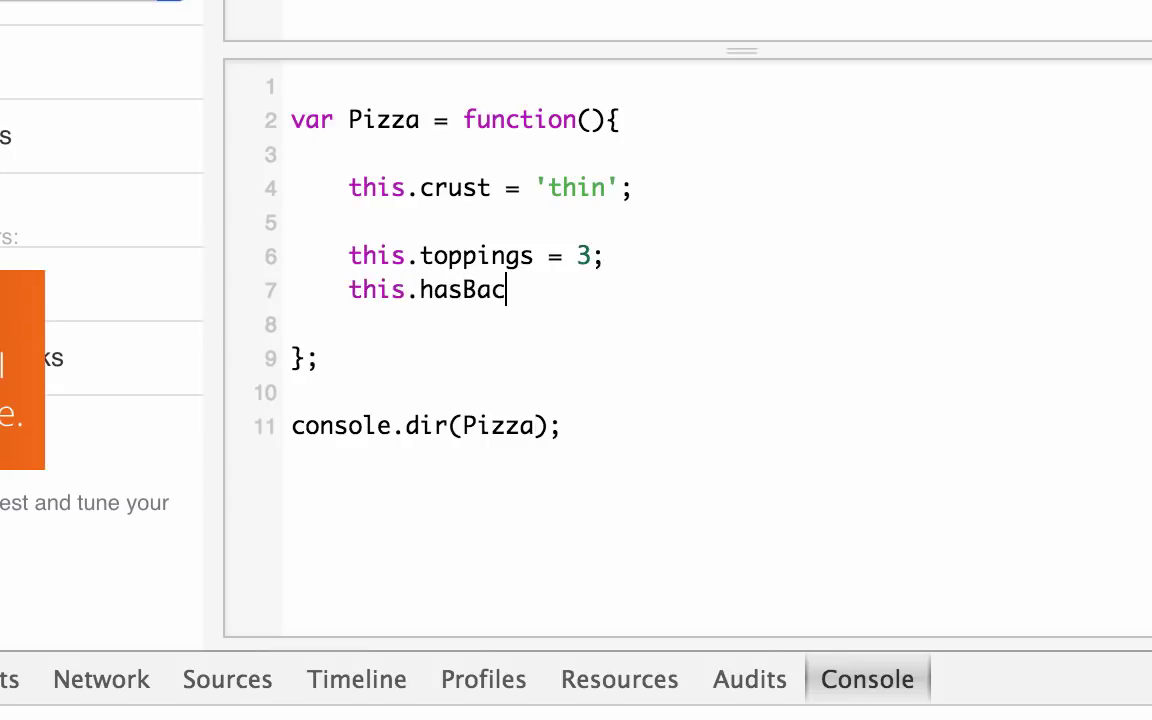 1
2 var Pizza = function(){
3
4 this.crust = 'thin';
5
6 this.toppings = 3;
7 this.hasBac
8
9 };
10
11 console.dir(Pizza);
s
rs:
ks
e.
est and tune your
ts Network Sources Timeline Profiles Resources Audits Console